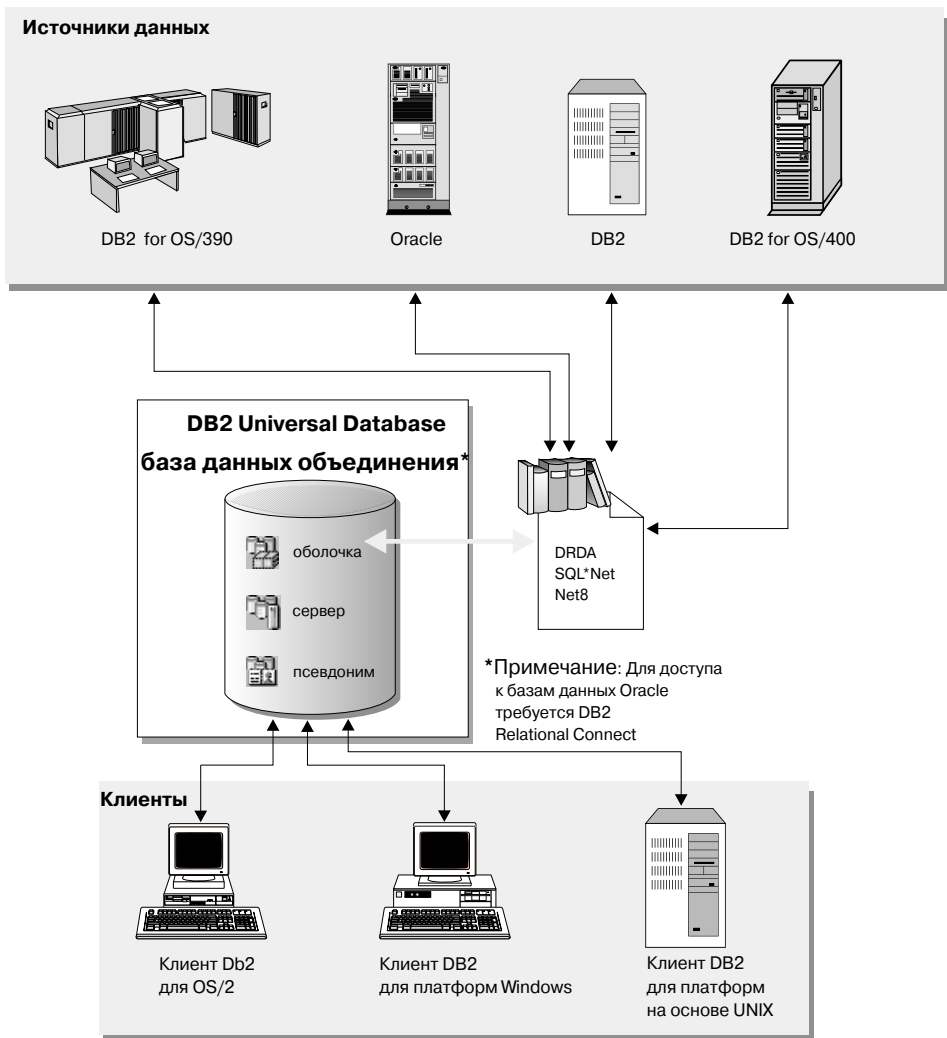 Источники данных
DB2 for OS/390
Oracle
DB2
DB2 for OS/400
DB2 Universal Database
база данных объединения*
оболочка
сервер
псевдоним
DRDA
SQL*Net
Net8
*Примечание: Для доступа
к базам данных Oracle
требуется DB2
Relational Connect
Клиенты
Клиент Db2
для OS/2
Клиент DB2
для платформ Windows
Клиент DB2
для платформ
на основе UNIX